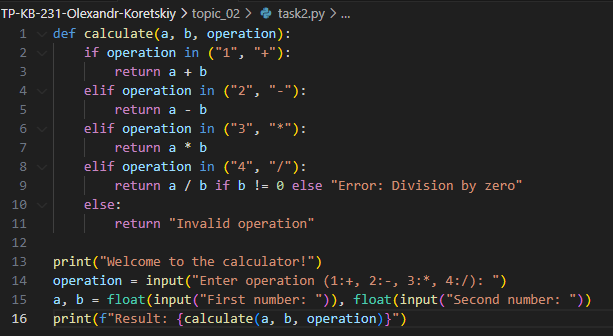 TP-KB-231-Olexandr-Koretskiy > topic_02 > task2.py > ...
1 def calculate(a, b, operation):
2     if operation in ("1", "+"):
3         return a + b
4     elif operation in ("2", "-"):
5         return a - b
6     elif operation in ("3", "*"):
7         return a * b
8     elif operation in ("4", "/"):
9         return a / b if b != 0 else "Error: Division by zero"
10     else:
11         return "Invalid operation"
12
13 print("Welcome to the calculator!")
14 operation = input("Enter operation (1:+, 2:-, 3:*, 4:/): ")
15 a, b = float(input("First number: ")), float(input("Second number: "))
16 print(f"Result: {calculate(a, b, operation)}")